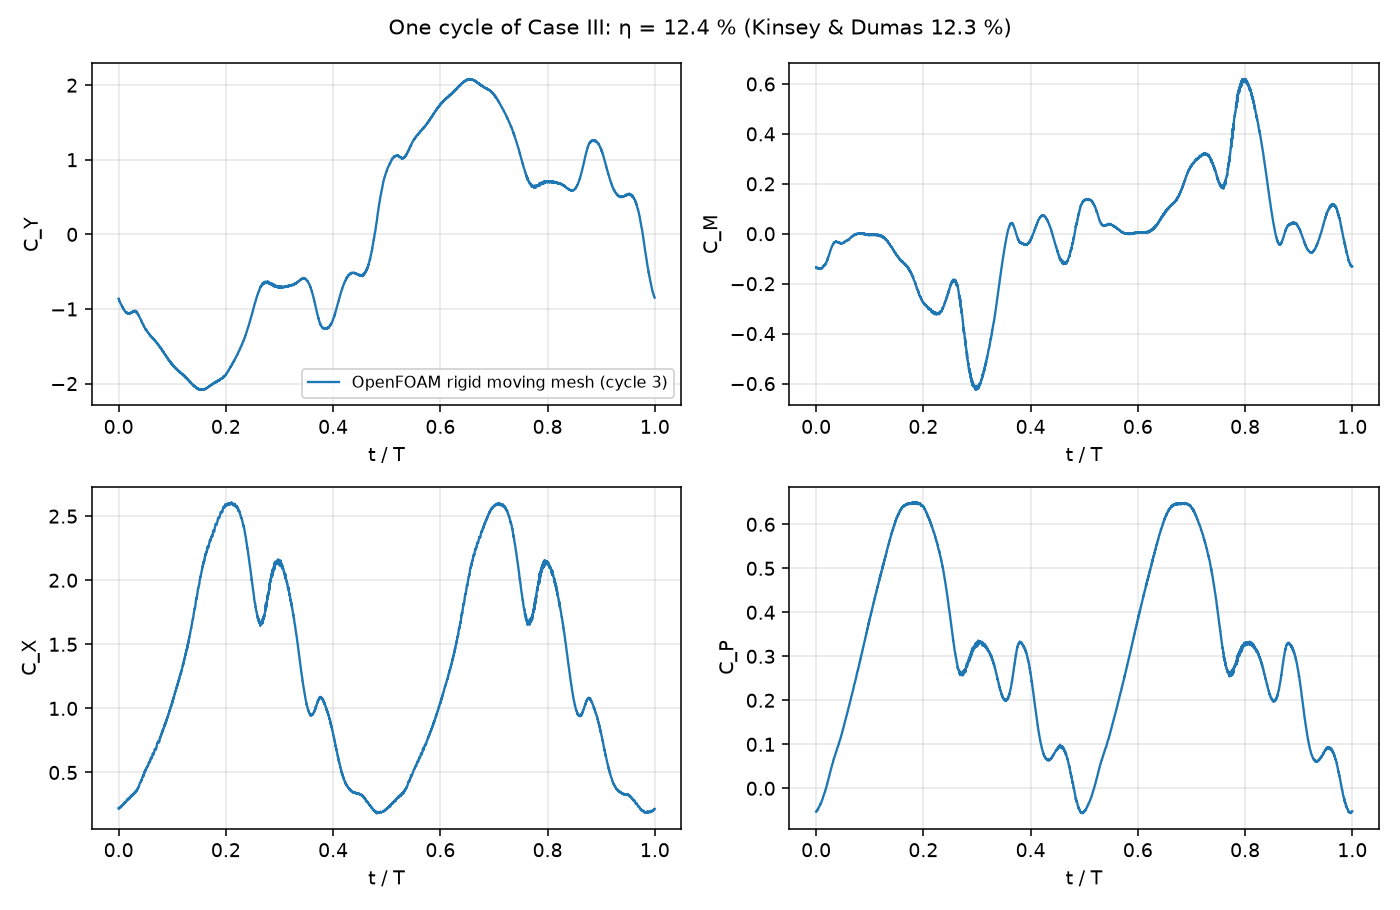 One cycle of Case III: η = 12.4 % (Kinsey & Dumas 12.3 %)
C_Y
2
1
0
−1
−2
OpenFOAM rigid moving mesh (cycle 3)
0.0 0.2 0.4 0.6 0.8 1.0
t / T
C_M
0.6
0.4
0.2
0.0
−0.2
−0.4
−0.6
0.0 0.2 0.4 0.6 0.8 1.0
t / T
C_X
2.5
2.0
1.5
1.0
0.5
0.0 0.2 0.4 0.6 0.8 1.0
t / T
C_P
0.6
0.5
0.4
0.3
0.2
0.1
0.0
0.0 0.2 0.4 0.6 0.8 1.0
t / T